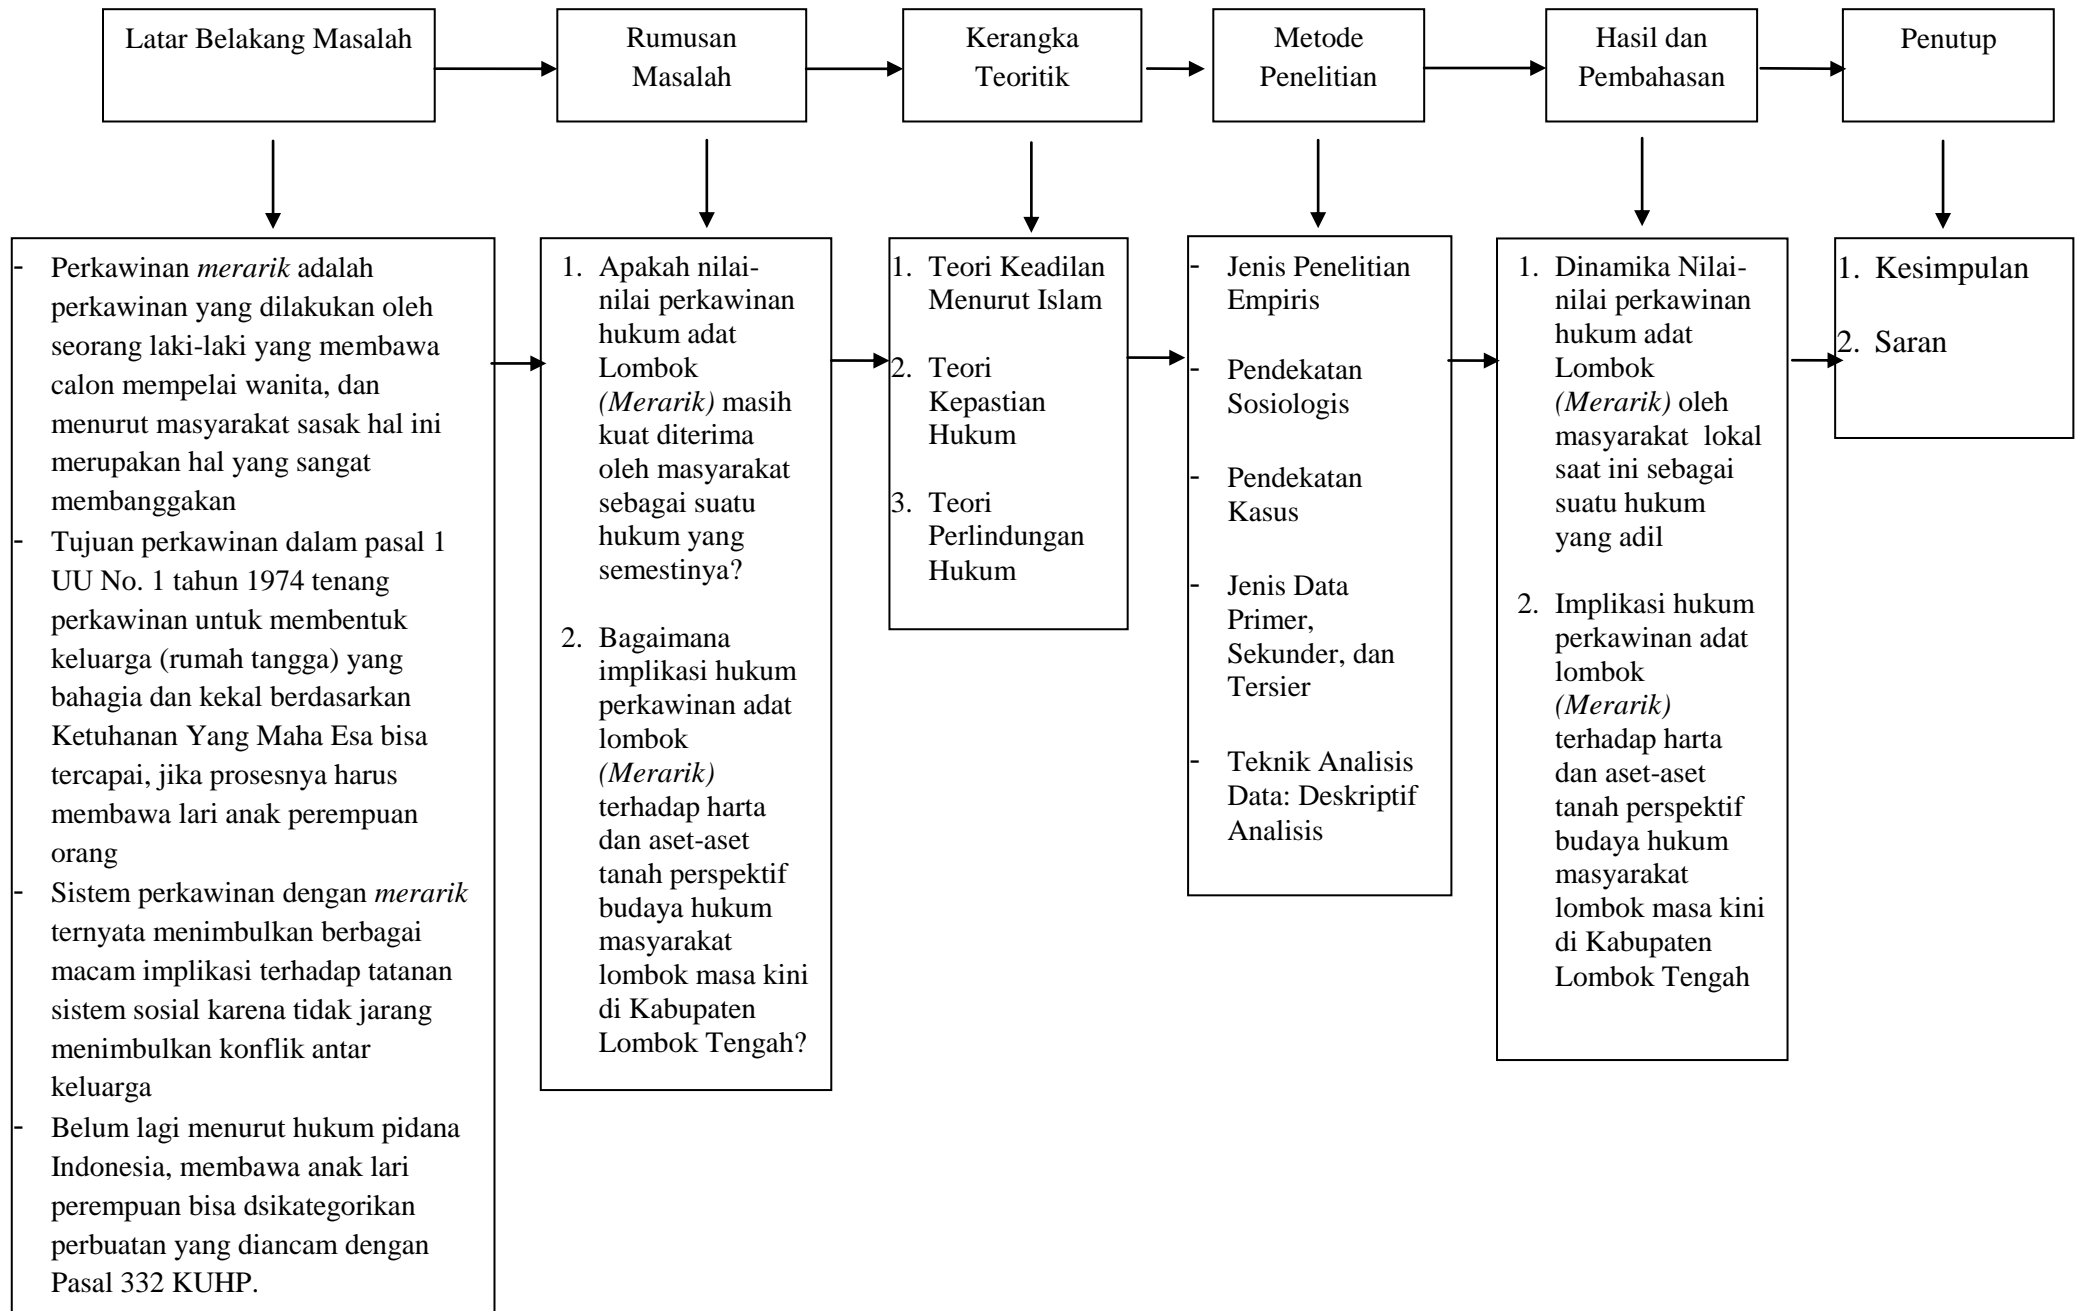 Latar Belakang Masalah
Rumusan
Masalah
Kerangka
Teoritik
Metode
Penelitian
Hasil dan
Pembahasan
Penutup
- Perkawinan merarik adalah
perkawinan yang dilakukan oleh
seorang laki-laki yang membawa
calon mempelai wanita, dan
menurut masyarakat sasak hal ini
merupakan hal yang sangat
membanggakan
- Tujuan perkawinan dalam pasal 1
UU No. 1 tahun 1974 tenang
perkawinan untuk membentuk
keluarga (rumah tangga) yang
bahagia dan kekal berdasarkan
Ketuhanan Yang Maha Esa bisa
tercapai, jika prosesnya harus
membawa lari anak perempuan
orang
- Sistem perkawinan dengan merarik
ternyata menimbulkan berbagai
macam implikasi terhadap tatanan
sistem sosial karena tidak jarang
menimbulkan konflik antar
keluarga
- Belum lagi menurut hukum pidana
Indonesia, membawa anak lari
perempuan bisa dsikategorikan
perbuatan yang diancam dengan
Pasal 332 KUHP.
1. Apakah nilai-
nilai perkawinan
hukum adat
Lombok
(Merarik) masih
kuat diterima
oleh masyarakat
sebagai suatu
hukum yang
semestinya?
2. Bagaimana
implikasi hukum
perkawinan adat
lombok
(Merarik)
terhadap harta
dan aset-aset
tanah perspektif
budaya hukum
masyarakat
lombok masa kini
di Kabupaten
Lombok Tengah?
1. Teori Keadilan
Menurut Islam
2. Teori
Kepastian
Hukum
3. Teori
Perlindungan
Hukum
- Jenis Penelitian
Empiris
- Pendekatan
Sosiologis
- Pendekatan
Kasus
- Jenis Data
Primer,
Sekunder, dan
Tersier
- Teknik Analisis
Data: Deskriptif
Analisis
1. Dinamika Nilai-
nilai perkawinan
hukum adat
Lombok
(Merarik) oleh
masyarakat lokal
saat ini sebagai
suatu hukum
yang adil
2. Implikasi hukum
perkawinan adat
lombok
(Merarik)
terhadap harta
dan aset-aset
tanah perspektif
budaya hukum
masyarakat
lombok masa kini
di Kabupaten
Lombok Tengah
1. Kesimpulan
2. Saran